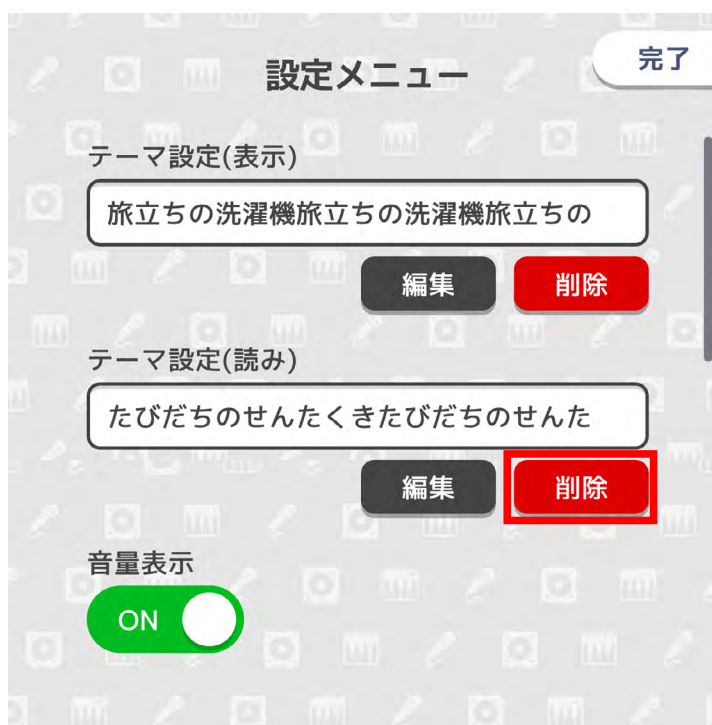 設定メニュー
完了
テーマ設定(表示)
旅立ちの洗濯機旅立ちの洗濯機旅立ちの
編集
削除
テーマ設定(読み)
たびだちのせんたくきたびだちのせんた
編集
削除
音量表示
ON